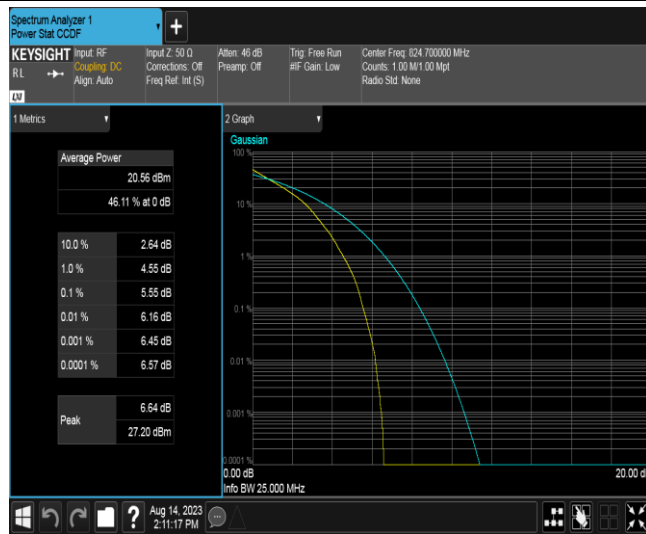 Spectrum Analyzer 1
Power Stat CCDF
+
KEYSIGHT
RL
LXI
Input: RF
Coupling: DC
Align: Auto
Input Z: 50 Ω
Corrections: Off
Freq Ref: Int (S)
Atten: 46 dB
Preamp: Off
Trig: Free Run
#IF Gain: Low
Center Freq: 824.700000 MHz
Counts: 1.00 M/1.00 Mpt
Radio Std: None
1 Metrics
Average Power
20.56 dBm
46.11 % at 0 dB
10.0 % 2.64 dB
1.0 % 4.55 dB
0.1 % 5.55 dB
0.01 % 6.16 dB
0.001 % 6.45 dB
0.0001 % 6.57 dB
Peak
6.64 dB
27.20 dBm
2 Graph
Gaussian
100 %
10 %
1 %
0.1 %
0.01 %
0.001 %
0.0001 %
0.00 dB
20.00 d
Info BW 25.000 MHz
?
Aug 14, 2023
2:11:17 PM